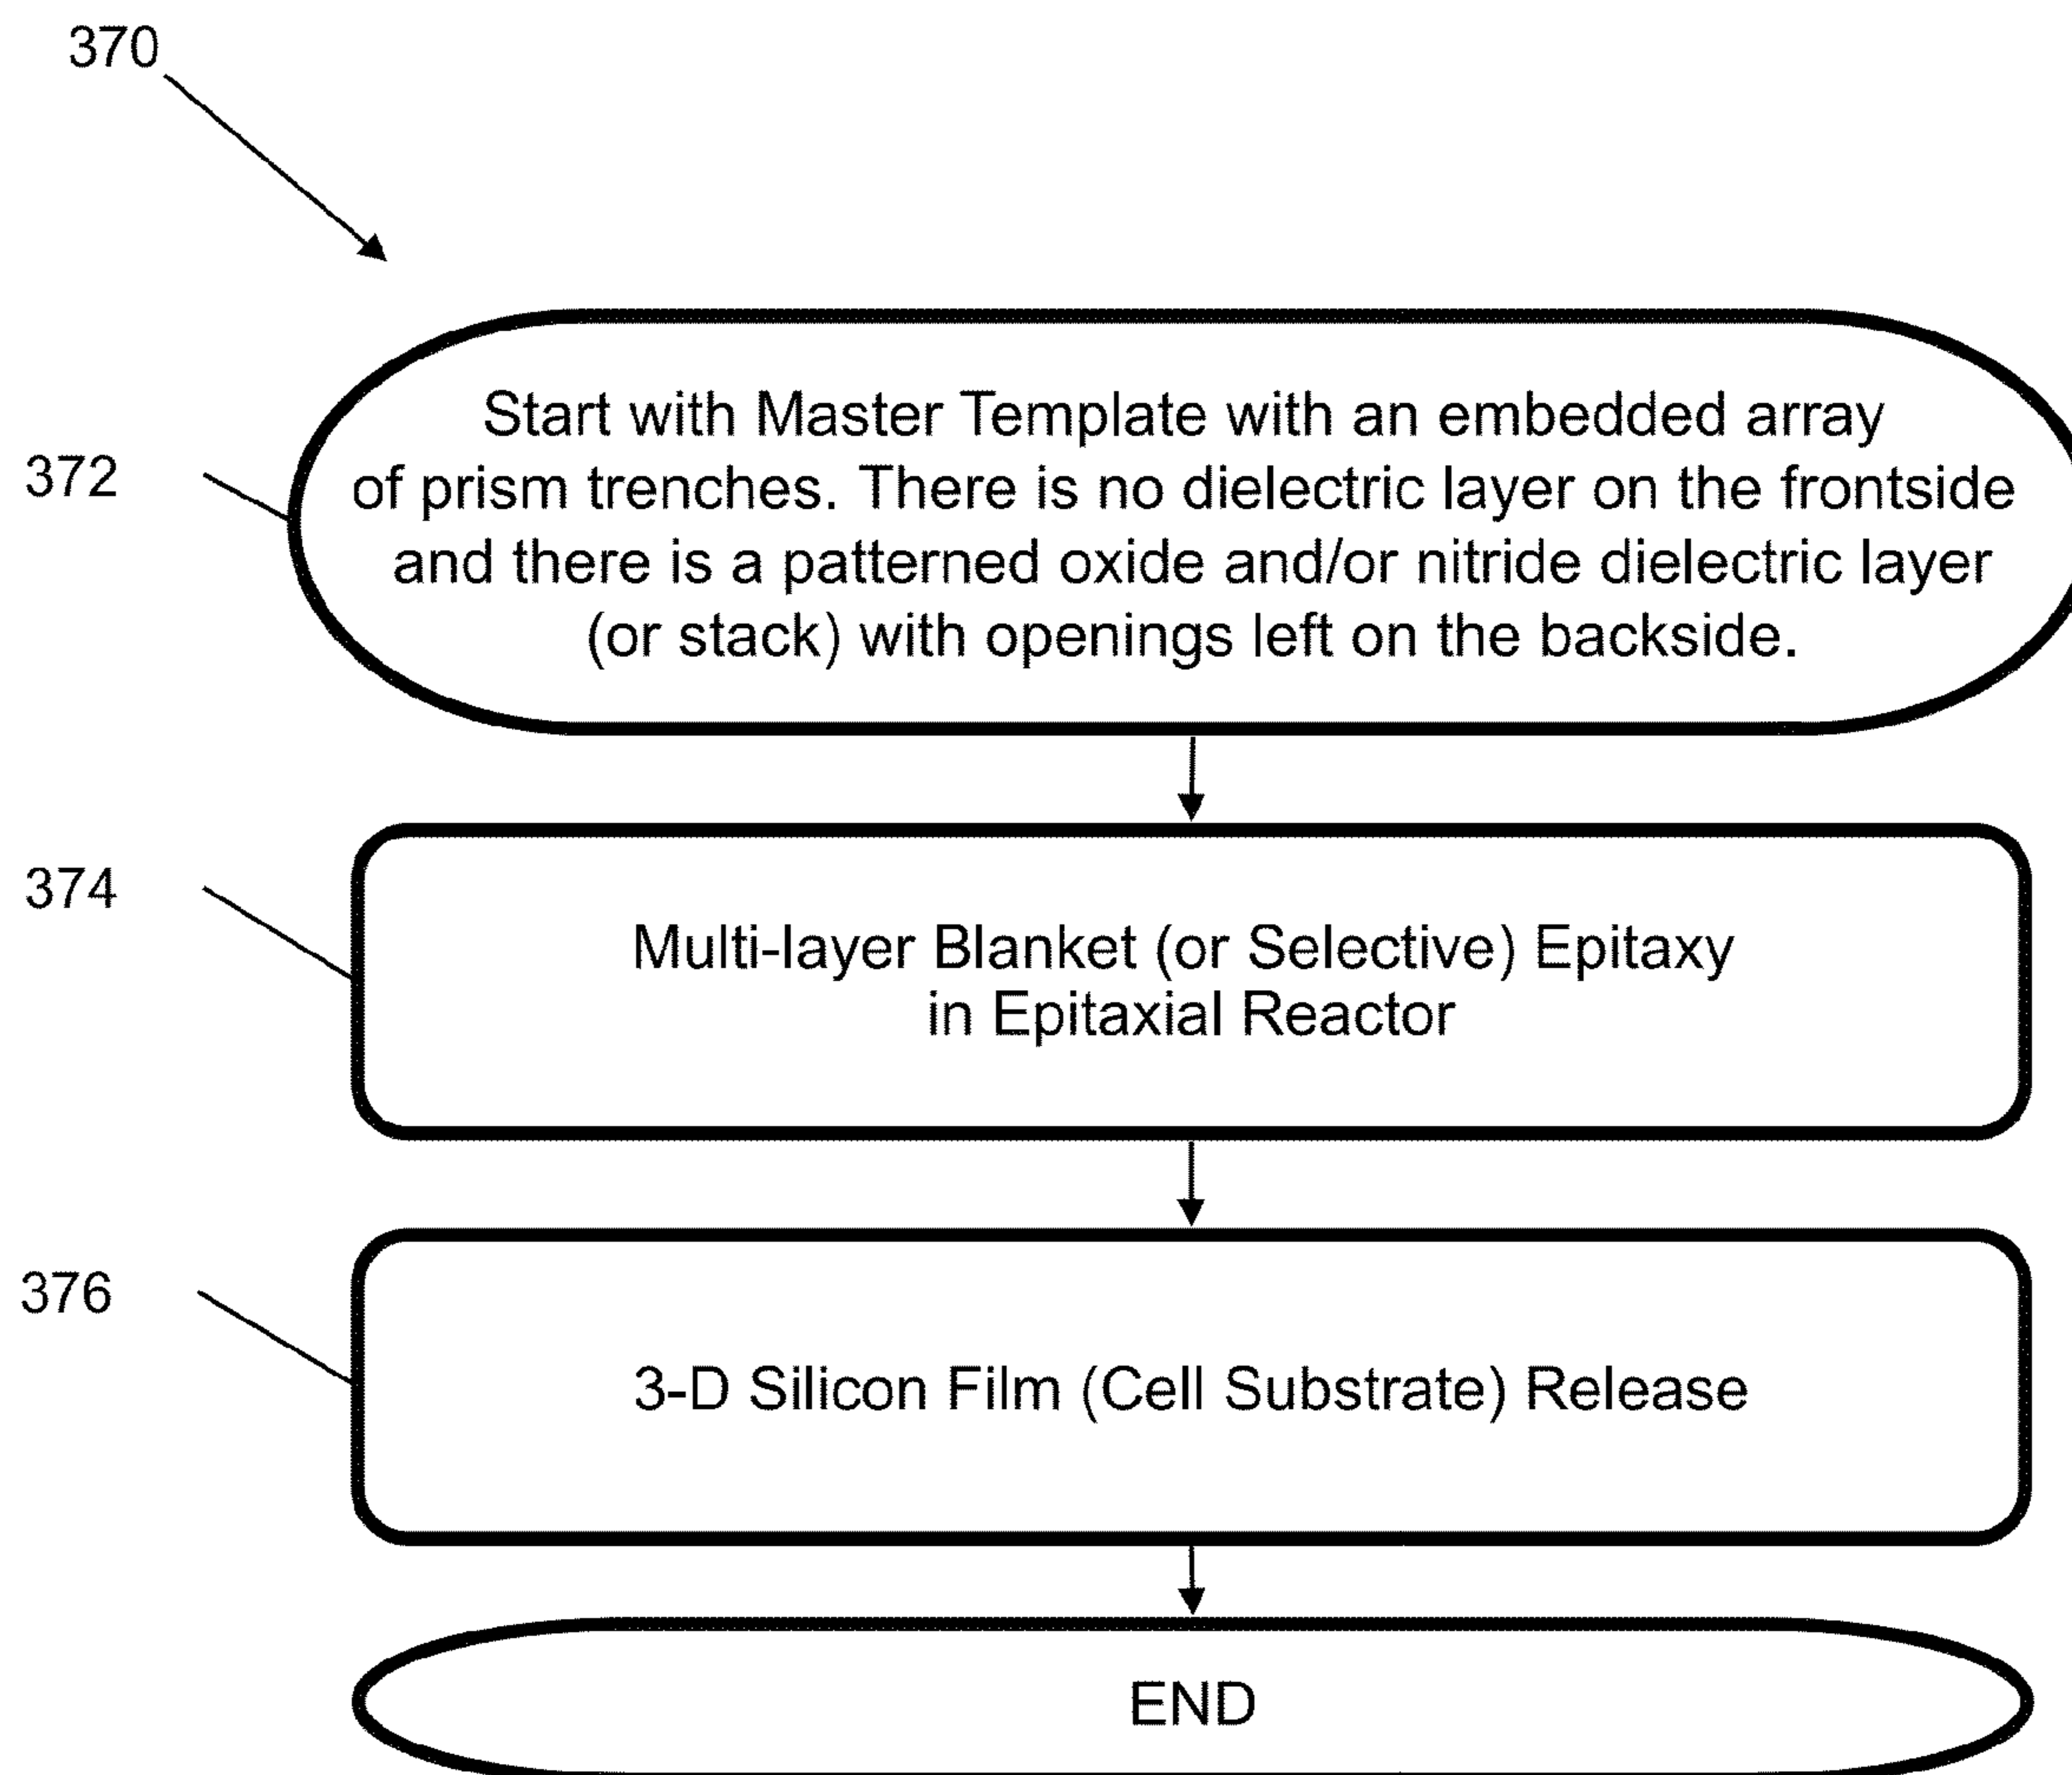 370
372
Start with Master Template with an embedded array
of prism trenches. There is no dielectric layer on the frontside
and there is a patterned oxide and/or nitride dielectric layer
(or stack) with openings left on the backside.
374
Multi-layer Blanket (or Selective) Epitaxy
in Epitaxial Reactor
376
3-D Silicon Film (Cell Substrate) Release
END